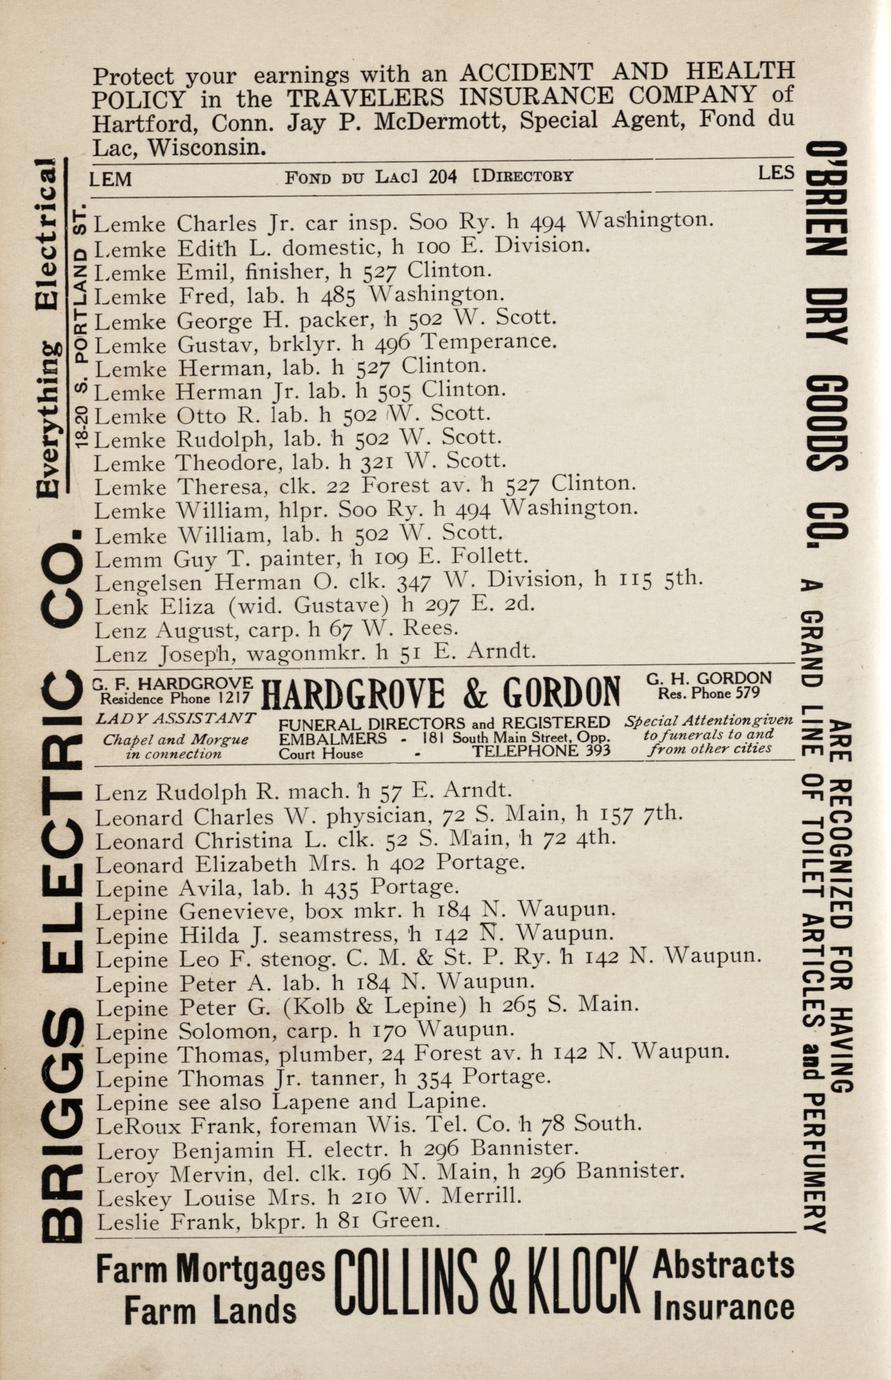 Protect your earnings with an ACCIDENT AND HEALTH
POLICY in the TRAVELERS INSURANCE COMPANY of
Hartford, Conn. Jay P. McDermott, Special Agent, Fond du
Lac, Wisconsin.
LEM FOND DU LAC] 204 [DIRECTORY LES
Lemke Charles Jr. car insp. Soo Ry. h 494 Washington.
Lemke Edith L. domestic, h 100 E. Division.
Lemke Emil, finisher, h 527 Clinton.
Lemke Fred, lab. h 485 Washington.
Lemke George H. packer, h 502 W. Scott.
Lemke Gustav, brklyr. h 496 Temperance.
Lemke Herman, lab. h 527 Clinton.
Lemke Herman Jr. lab. h 505 Clinton.
Lemke Otto R. lab. h 502 W. Scott.
Lemke Rudolph, lab. h 502 W. Scott.
Lemke Theodore, lab. h 321 W. Scott.
Lemke Theresa, clk. 22 Forest av. h 527 Clinton.
Lemke William, hlpr. Soo Ry. h 494 Washington.
Lemke William, lab. h 502 W. Scott.
Lemm Guy T. painter, h 109 E. Follett.
Lengelsen Herman O. clk. 347 W. Division, h 115 5th.
Lenk Eliza (wid. Gustave) h 297 E. 2d.
Lenz August, carp. h 67 W. Rees.
Lenz Joseph, wagonmkr. h 51 E. Arndt.
G. F. HARDGROVE
Residence Phone 1217
LADY ASSISTANT
Chapel and Morgue
in connection
HARDGROVE & GORDON
FUNERAL DIRECTORS and REGISTERED
EMBALMERS - 181 South Main Street, Opp.
Court House - TELEPHONE 393
G. H. GORDON
Res. Phone 579
Special Attention given
to funerals to and
from other cities
Lenz Rudolph R. mach. h 57 E. Arndt.
Leonard Charles W. physician, 72 S. Main, h 157 7th.
Leonard Christina L. clk. 52 S. Main, h 72 4th.
Leonard Elizabeth Mrs. h 402 Portage.
Lepine Avila, lab. h 435 Portage.
Lepine Genevieve, box mkr. h 184 N. Waupun.
Lepine Hilda J. seamstress, h 142 N. Waupun.
Lepine Leo F. stenog. C. M. & St. P. Ry. h 142 N. Waupun.
Lepine Peter A. lab. h 184 N. Waupun.
Lepine Peter G. (Kolb & Lepine) h 265 S. Main.
Lepine Solomon, carp. h 170 Waupun.
Lepine Thomas, plumber, 24 Forest av. h 142 N. Waupun.
Lepine Thomas Jr. tanner, h 354 Portage.
Lepine see also Lapene and Lapine.
LeRoux Frank, foreman Wis. Tel. Co. h 78 South.
Leroy Benjamin H. electr. h 296 Bannister.
Leroy Mervin, del. clk. 196 N. Main, h 296 Bannister.
Leskey Louise Mrs. h 210 W. Merrill.
Leslie Frank, bkpr. h 81 Green.
Farm Mortgages
Farm Lands
COLLINS & KLOCK
Abstracts
Insurance
BRIGGS ELECTRIC CO.
Everything Electrical
18-20 S. PORTLAND ST.
O'BRIEN DRY GOODS CO.
ARE RECOGNIZED FOR HAVING
A GRAND LINE OF TOILET ARTICLES and PERFUMERY